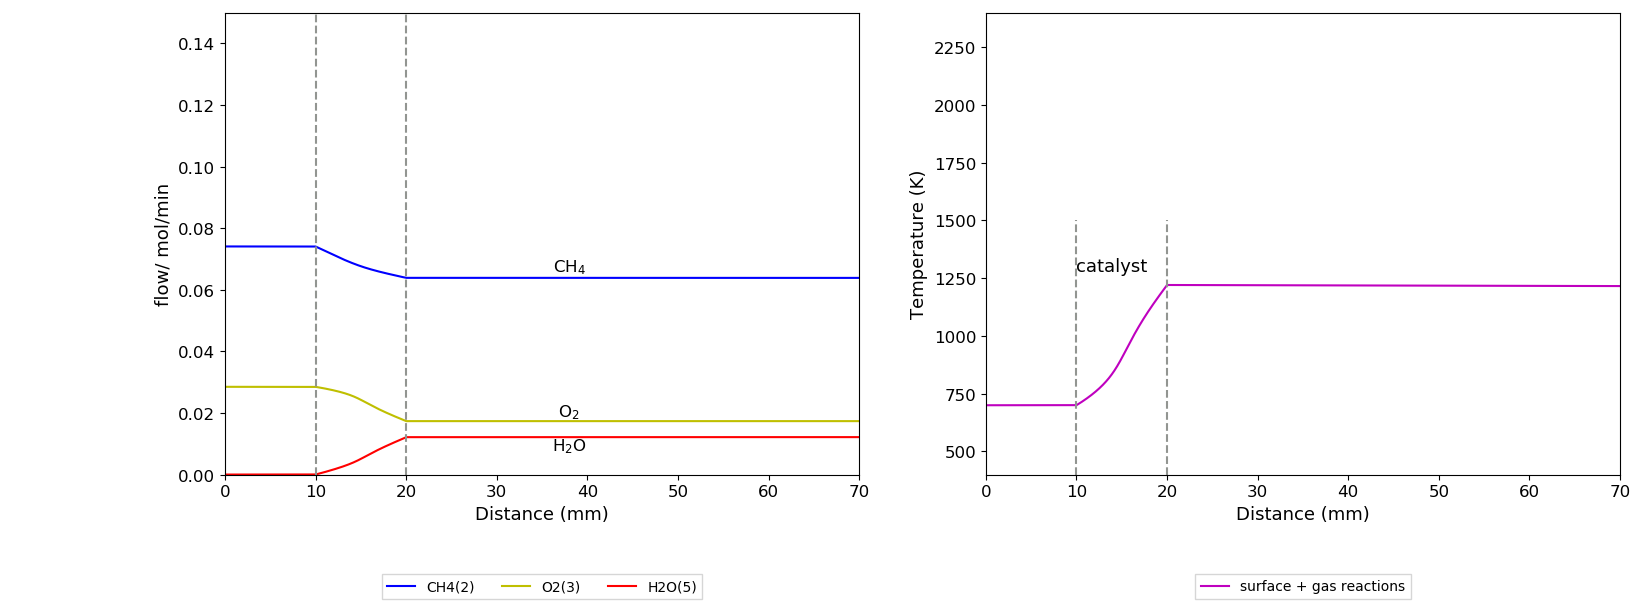 0.14
0.12
0.10
0.08
0.06
0.04
0.02
0.00
flow/ mol/min
CH₄
O₂
H₂O
0 10 20 30 40 50 60 70
Distance (mm)
CH4(2) O2(3) H2O(5)
2250
2000
1750
1500
1250
1000
750
500
Temperature (K)
catalyst
0 10 20 30 40 50 60 70
Distance (mm)
surface + gas reactions